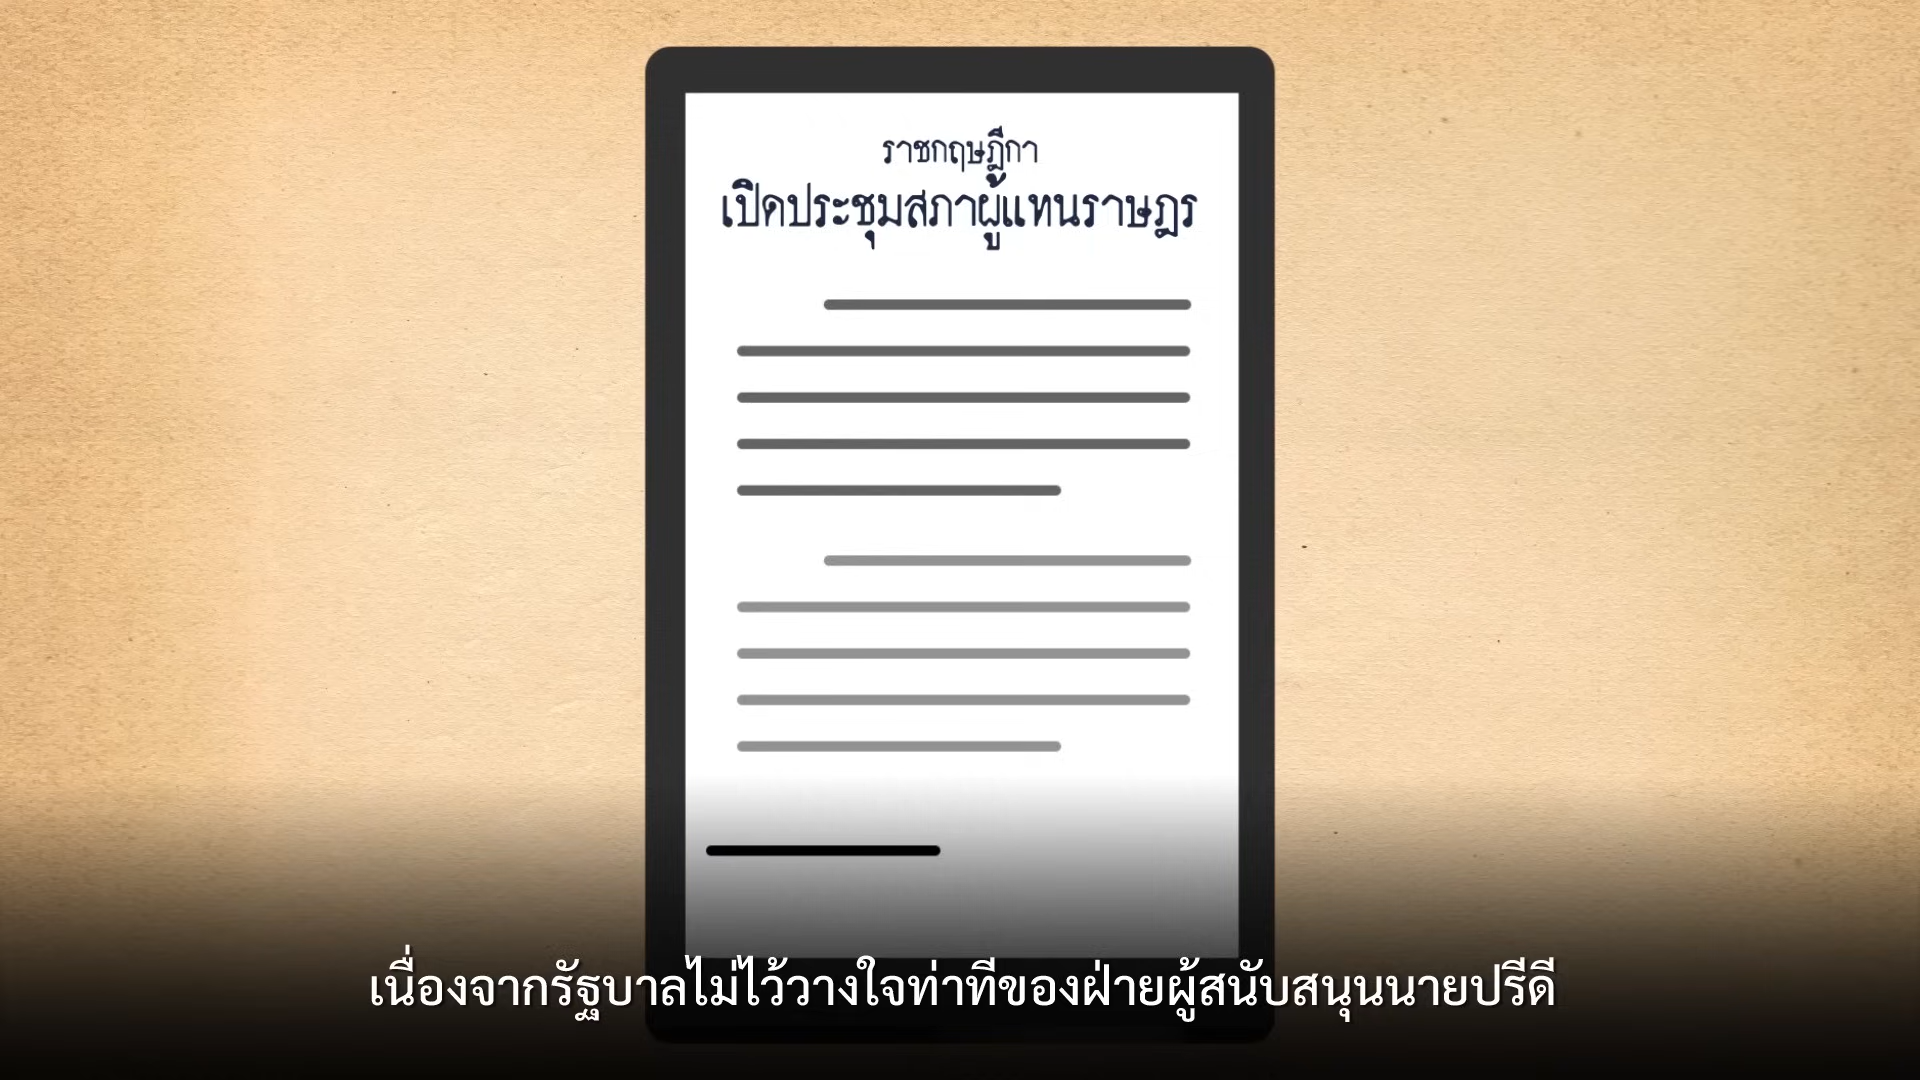 ราชกฤษฎีกา
เปิดประชุมสภาผู้แทนราษฎร
เนื่องจากรัฐบาลไม่ไว้วางใจท่าทีของฝ่ายผู้สนับสนุนนายปรีดี